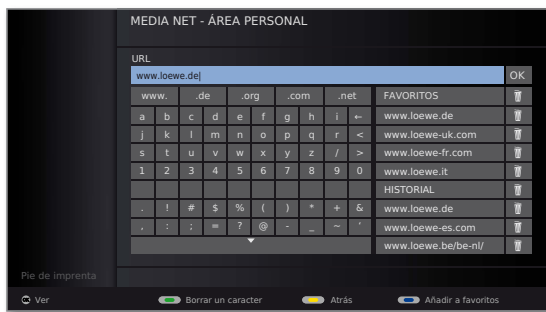 MEDIA NET - ÁREA PERSONAL
URL
www.loewe.de| OK
www. .de .org .com .net FAVORITOS
a b c d e f g h i ← www.loewe.de
j k l m n o p q r < www.loewe-uk.com
s t u v w x y z / > www.loewe-fr.com
1 2 3 4 5 6 7 8 9 0 www.loewe.it
HISTORIAL
. ! # $ % ( ) * + & www.loewe.de
, : ; = ? @ - _ ~ ' www.loewe-es.com
www.loewe.be/be-nl/
Pie de imprenta
OK Ver Borrar un caracter Atrás Añadir a favoritos